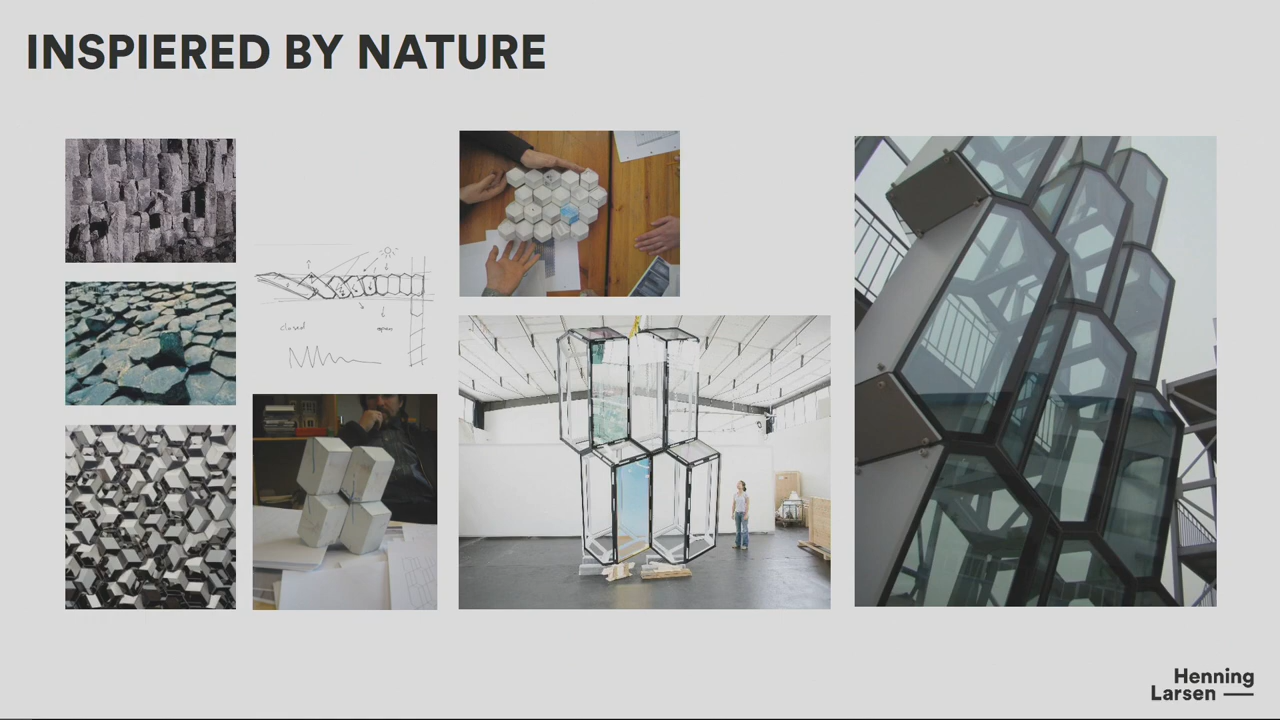 INSPIERED BY NATURE
closed
open
Henning
Larsen